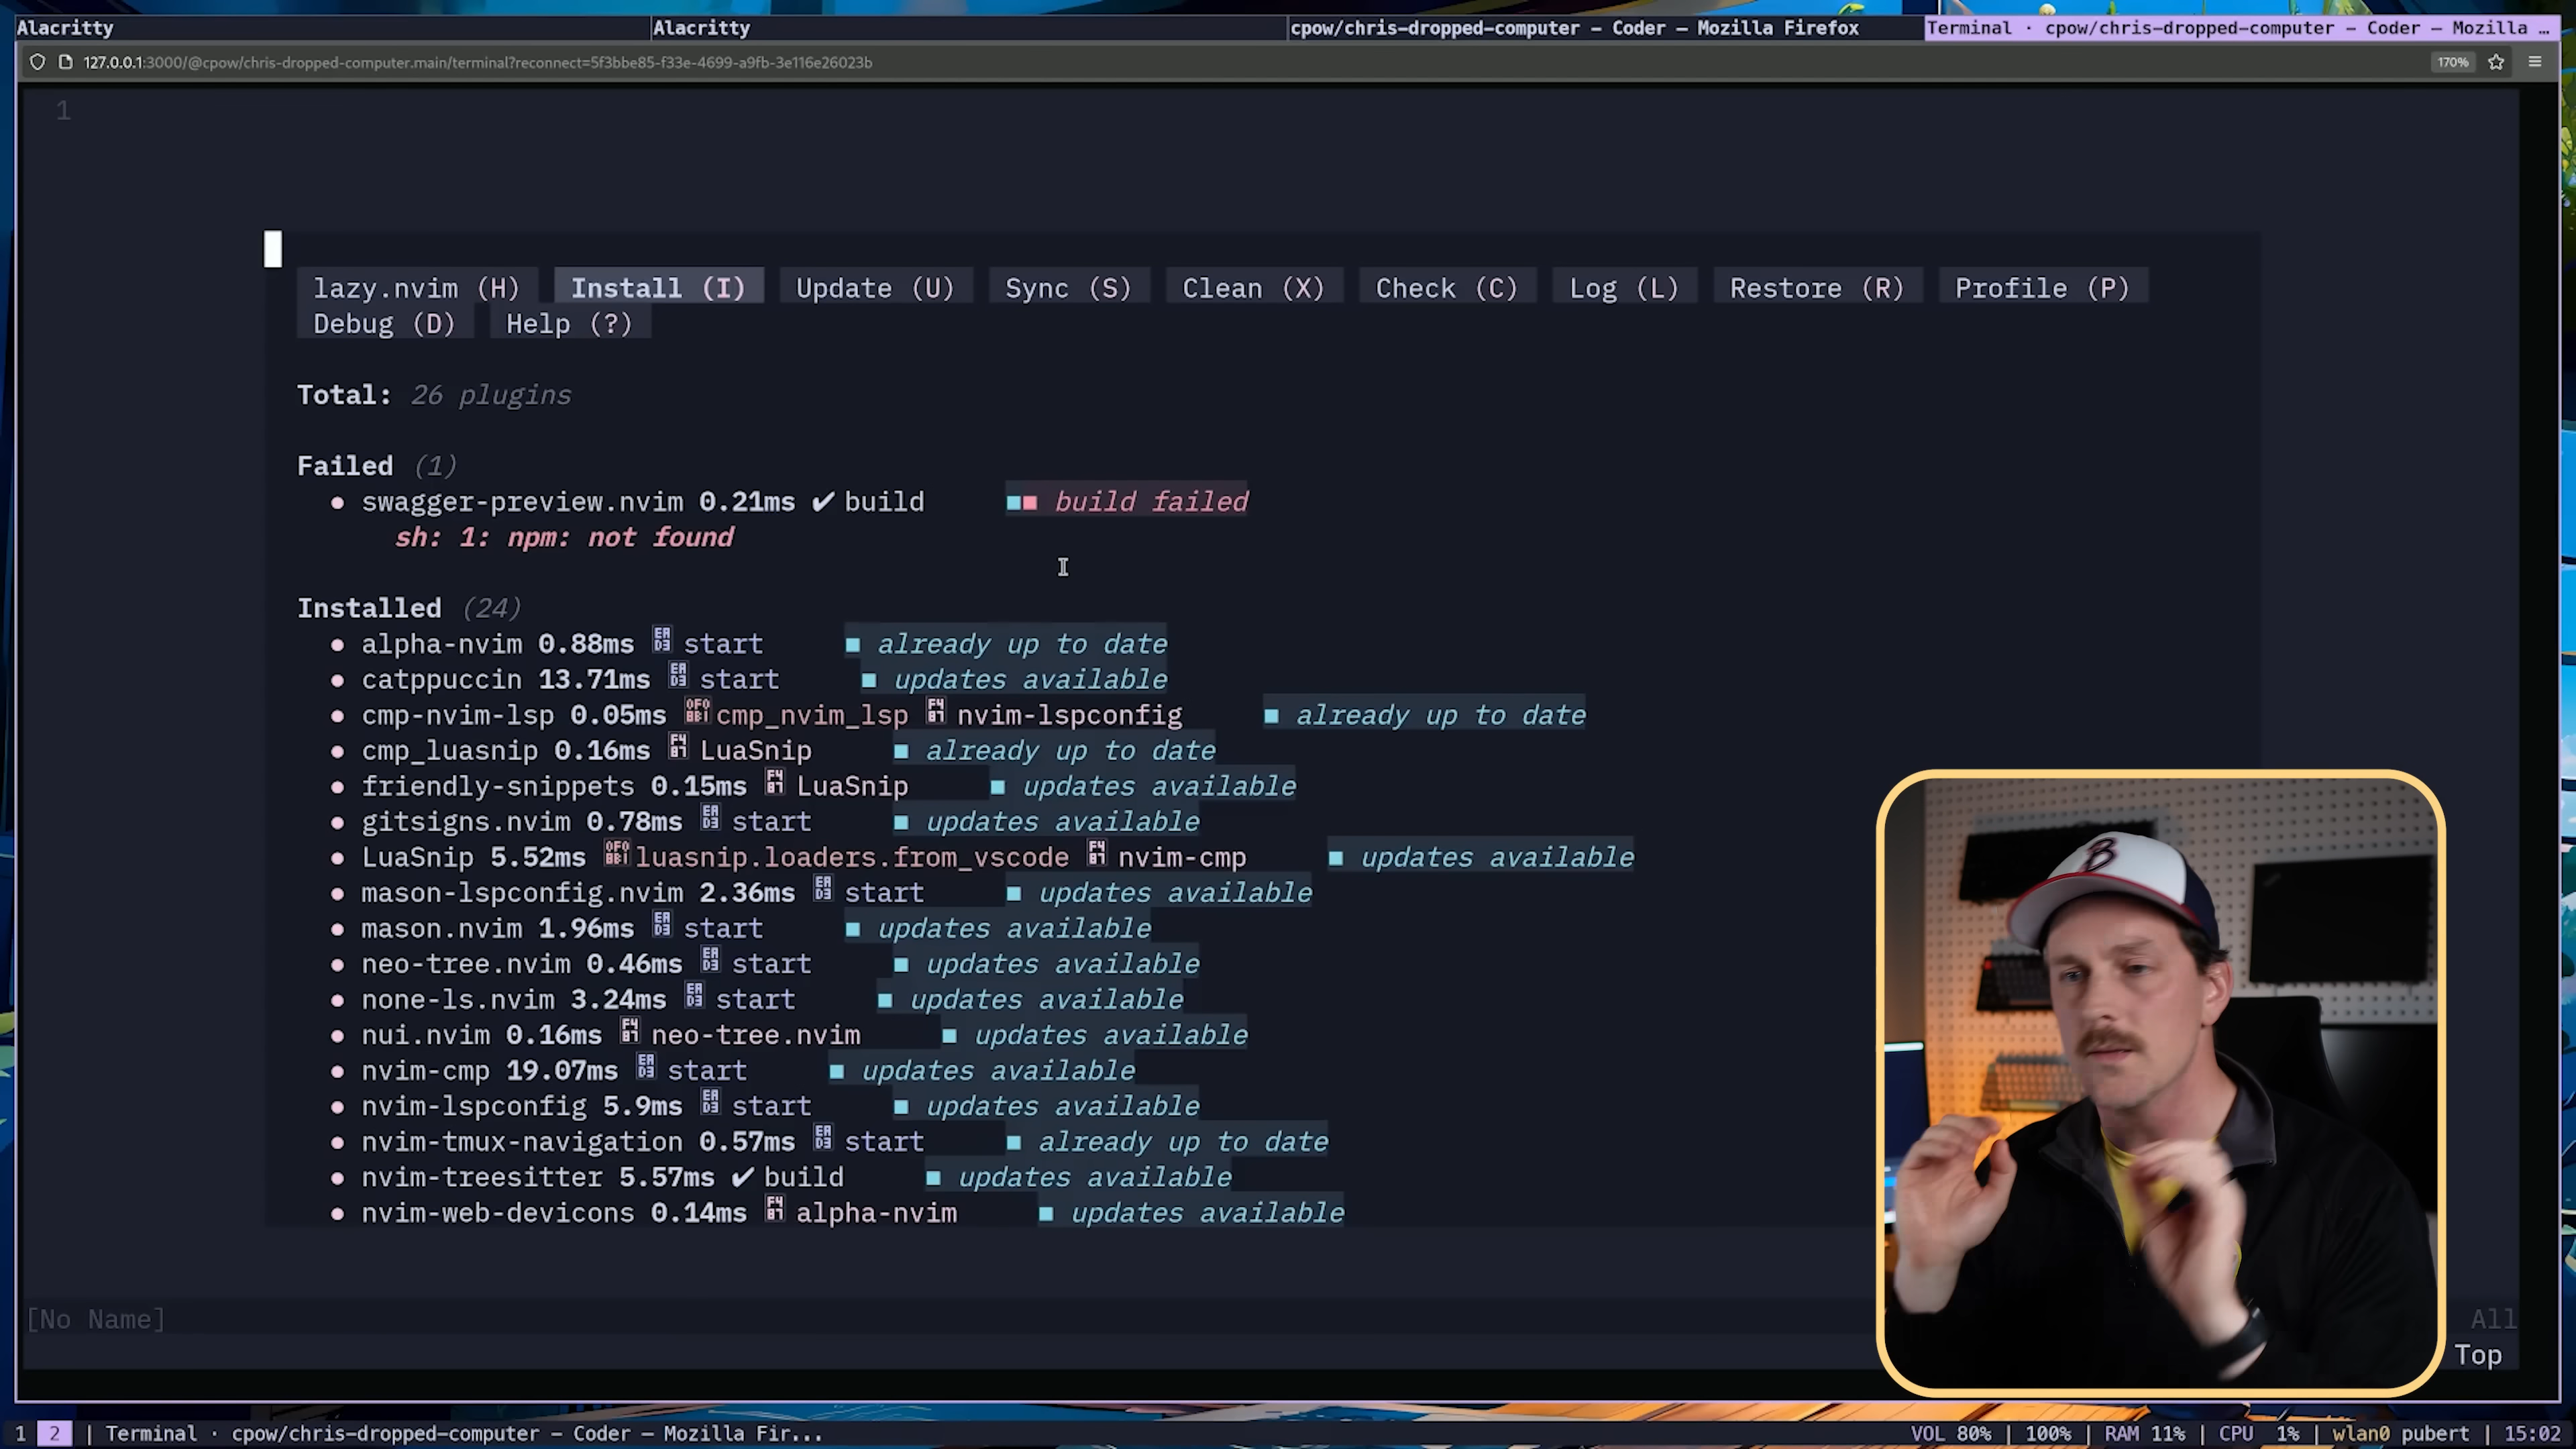 Alacritty
Alacritty
cpow/chris-dropped-computer — Coder — Mozilla Firefox
Terminal · cpow/chris-dropped-computer — Coder — Mozilla …
127.0.0.1:3000/@cpow/chris-dropped-computer.main/terminal?reconnect=5f3bbe85-f33e-4699-a9fb-3e116e26023b
170%
1
lazy.nvim (H) Install (I) Update (U) Sync (S) Clean (X) Check (C) Log (L) Restore (R) Profile (P)
Debug (D) Help (?)
Total: 26 plugins
Failed (1)
● swagger-preview.nvim 0.21ms ✔ build ■■ build failed
sh: 1: npm: not found
Installed (24)
● alpha-nvim 0.88ms start ■ already up to date
● catppuccin 13.71ms start ■ updates available
● cmp-nvim-lsp 0.05ms cmp_nvim_lsp nvim-lspconfig ■ already up to date
● cmp_luasnip 0.16ms LuaSnip ■ already up to date
● friendly-snippets 0.15ms LuaSnip ■ updates available
● gitsigns.nvim 0.78ms start ■ updates available
● LuaSnip 5.52ms luasnip.loaders.from_vscode nvim-cmp ■ updates available
● mason-lspconfig.nvim 2.36ms start ■ updates available
● mason.nvim 1.96ms start ■ updates available
● neo-tree.nvim 0.46ms start ■ updates available
● none-ls.nvim 3.24ms start ■ updates available
● nui.nvim 0.16ms neo-tree.nvim ■ updates available
● nvim-cmp 19.07ms start ■ updates available
● nvim-lspconfig 5.9ms start ■ updates available
● nvim-tmux-navigation 0.57ms start ■ already up to date
● nvim-treesitter 5.57ms ✔ build ■ updates available
● nvim-web-devicons 0.14ms alpha-nvim ■ updates available
B
[No Name]
All
Top
1 2 | Terminal · cpow/chris-dropped-computer — Coder — Mozilla Fir...
VOL 80% | 100% | RAM 11% | CPU 1% | wlan0 pubert | 15:02